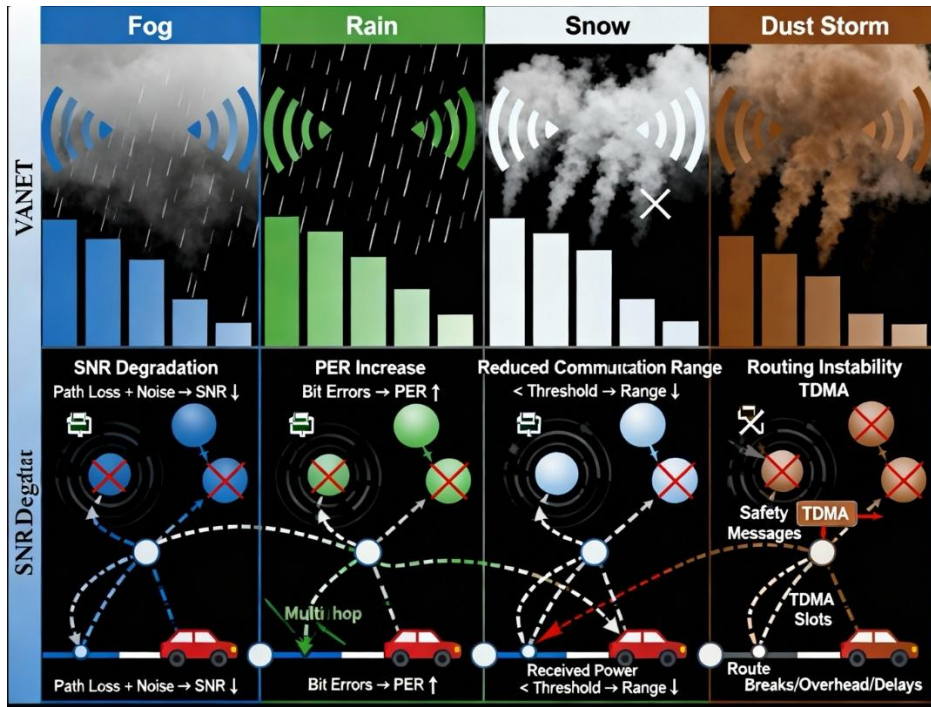 Fog
Rain
Snow
Dust Storm
VANET
SNR Degradation
Path Loss + Noise → SNR ↓
PER Increase
Bit Errors → PER ↑
Reduced Commutcation Range
< Threshold → Range ↓
Routing Instability
TDMA
Safety
Messages
TDMA
TDMA
Slots
Multi hop
Path Loss + Noise → SNR ↓
Bit Errors → PER ↑
Received Power
< Threshold → Range ↓
Route
Breaks/Overhead/Delays